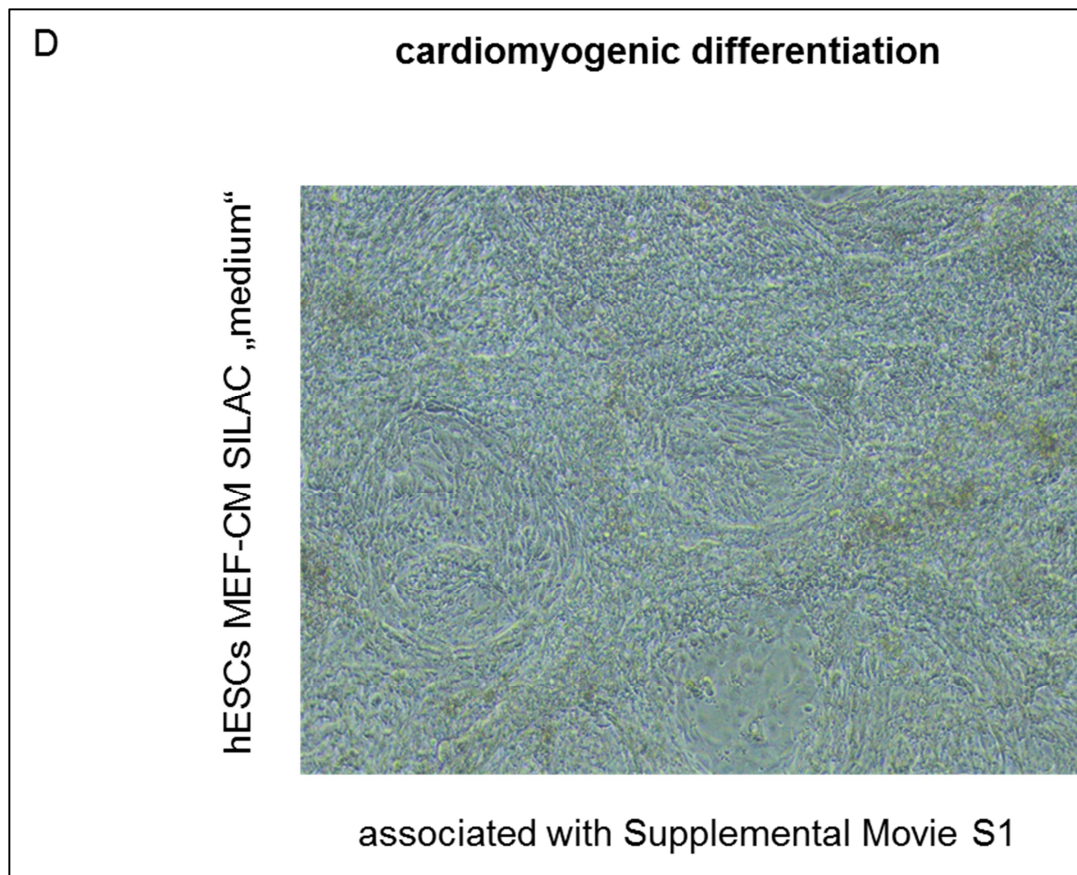 D
cardiomyogenic differentiation
hESCs MEF-CM SILAC „medium“
associated with Supplemental Movie S1